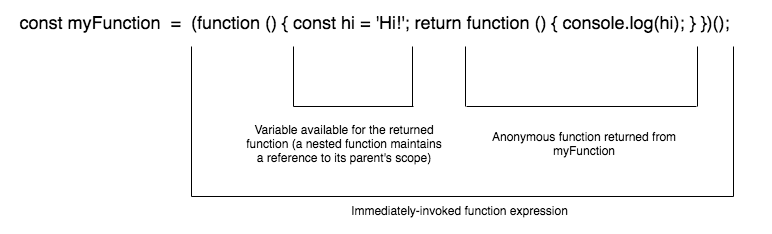 const myFunction = (function () { const hi = 'Hi!'; return function () { console.log(hi); } })();
Variable available for the returned
function (a nested function maintains
a reference to its parent's scope)
Anonymous function returned from
myFunction
Immediately-invoked function expression